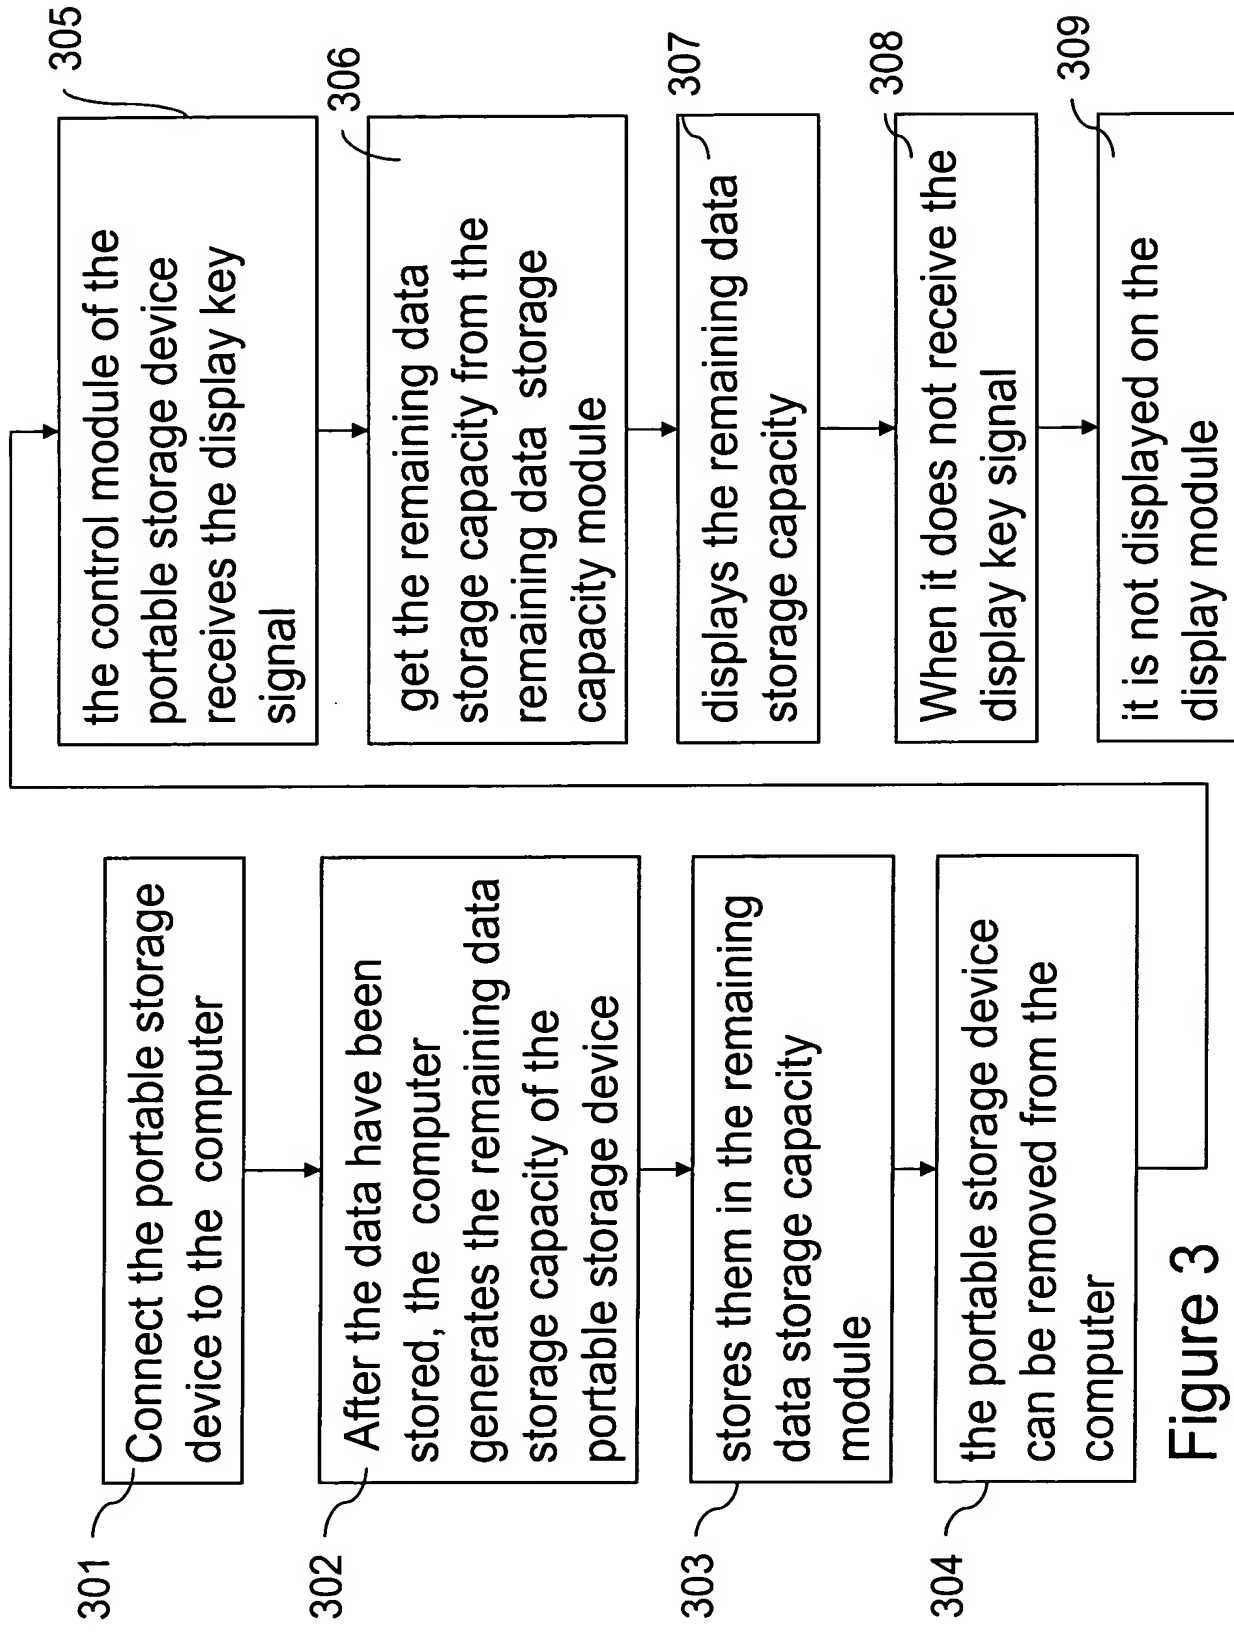 301
Connect the portable storage
device to the computer
302
After the data have been
stored, the computer
generates the remaining data
storage capacity of the
portable storage device
303
stores them in the remaining
data storage capacity
module
304
the portable storage device
can be removed from the
computer
305
the control module of the
portable storage device
receives the display key
signal
306
get the remaining data
storage capacity from the
remaining data storage
capacity module
307
displays the remaining data
storage capacity
308
When it does not receive the
display key signal
309
it is not displayed on the
display module
Figure 3